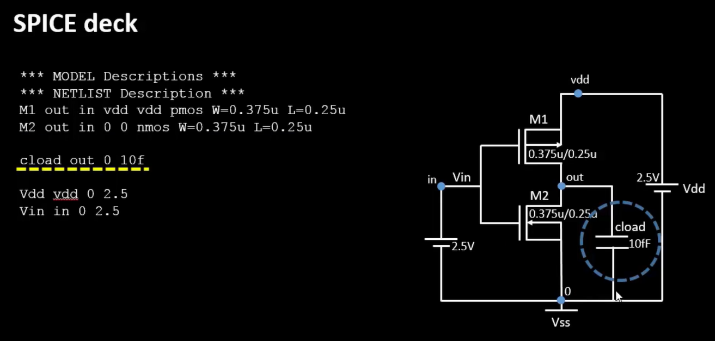 SPICE deck
*** MODEL Descriptions ***
*** NETLIST Description ***
M1 out in vdd vdd pmos W=0.375u L=0.25u
M2 out in 0 0 nmos W=0.375u L=0.25u
cload out 0 10f
Vdd vdd 0 2.5
Vin in 0 2.5
vdd
M1
0.375u/0.25u
in Vin
out
2.5V
Vdd
M2
0.375u/0.25u
cload
10fF
2.5V
0
Vss